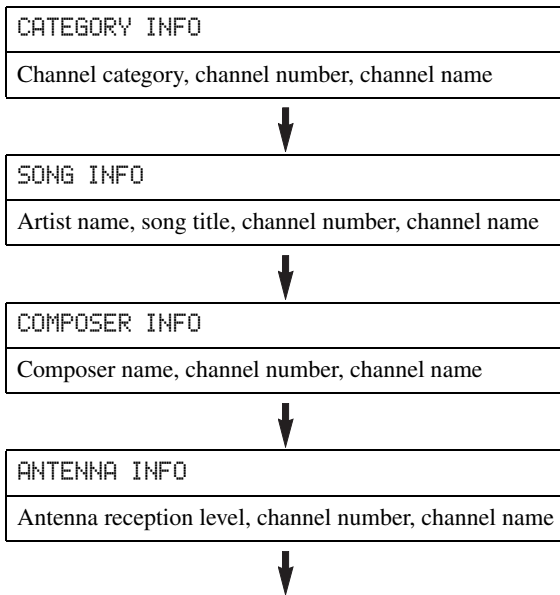 CATEGORY INFO
Channel category, channel number, channel name
SONG INFO
Artist name, song title, channel number, channel name
COMPOSER INFO
Composer name, channel number, channel name
ANTENNA INFO
Antenna reception level, channel number, channel name